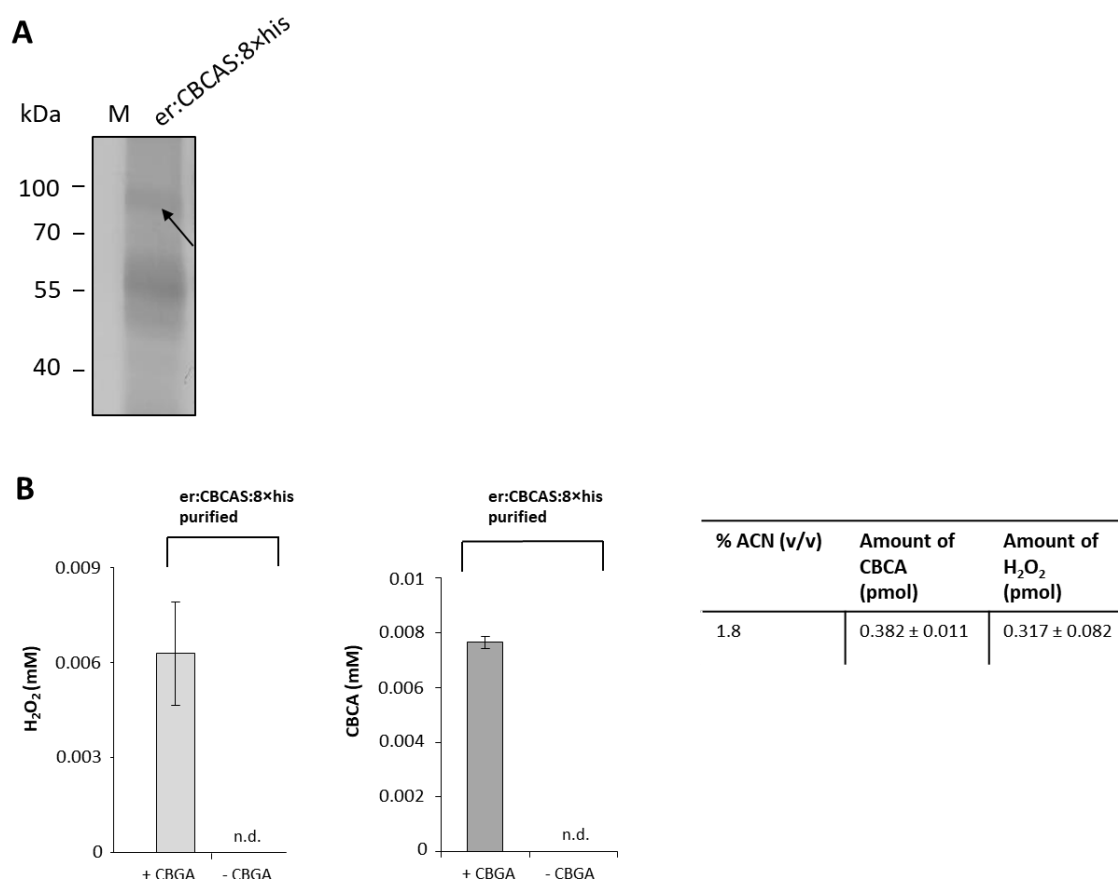 A
kDa
M
er:CBCAS:8×his
100
70
55
40
B
er:CBCAS:8×his
purified
0.009
0.006
0.003
0
H₂O₂ (mM)
n.d.
+ CBGA
- CBGA
er:CBCAS:8×his
purified
0.01
0.008
0.006
0.004
0.002
0
CBCA (mM)
n.d.
+ CBGA
- CBGA
% ACN (v/v)
Amount of
CBCA
(pmol)
Amount of
H₂O₂
(pmol)
1.8
0.382 ± 0.011
0.317 ± 0.082